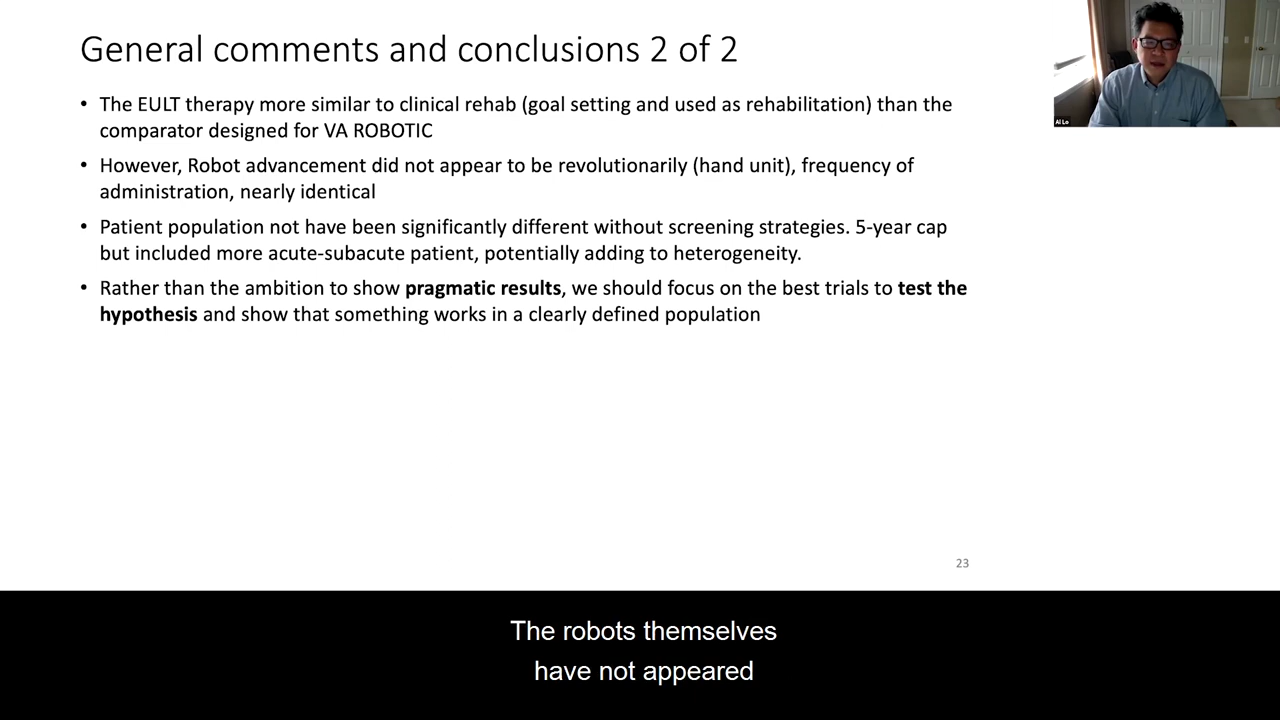 General comments and conclusions 2 of 2
• The EULT therapy more similar to clinical rehab (goal setting and used as rehabilitation) than the
comparator designed for VA ROBOTIC
• However, Robot advancement did not appear to be revolutionarily (hand unit), frequency of
administration, nearly identical
• Patient population not have been significantly different without screening strategies. 5-year cap
but included more acute-subacute patient, potentially adding to heterogeneity.
• Rather than the ambition to show pragmatic results, we should focus on the best trials to test the
hypothesis and show that something works in a clearly defined population
Al Lo
23
The robots themselves
have not appeared